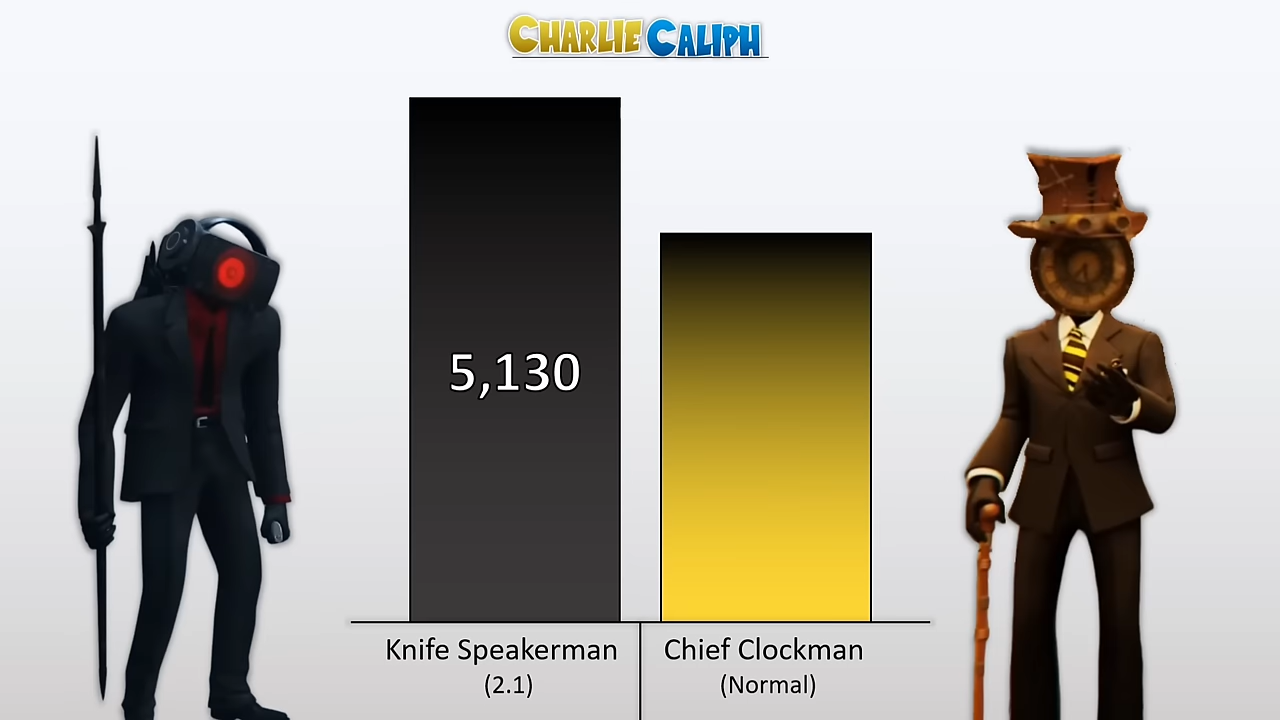 CHARLIE CALIPH
5,130
Knife Speakerman
(2.1)
Chief Clockman
(Normal)